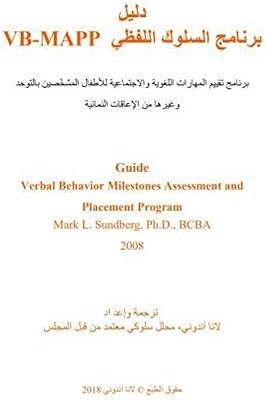 دليل
برنامج السلوك اللفظي VB-MAPP
برنامج تقييم المهارات اللغوية والاجتماعية للأطفال المشخّصين بالتوحد
وغيرها من الإعاقات النمائية
Guide
Verbal Behavior Milestones Assessment and
Placement Program
Mark L. Sundberg, Ph.D., BCBA
2008
ترجمة وإعداد
لانا أندوني، محلل سلوكي معتمد من قبل المجلس
حقوق الطبع © لانا أندوني 2018